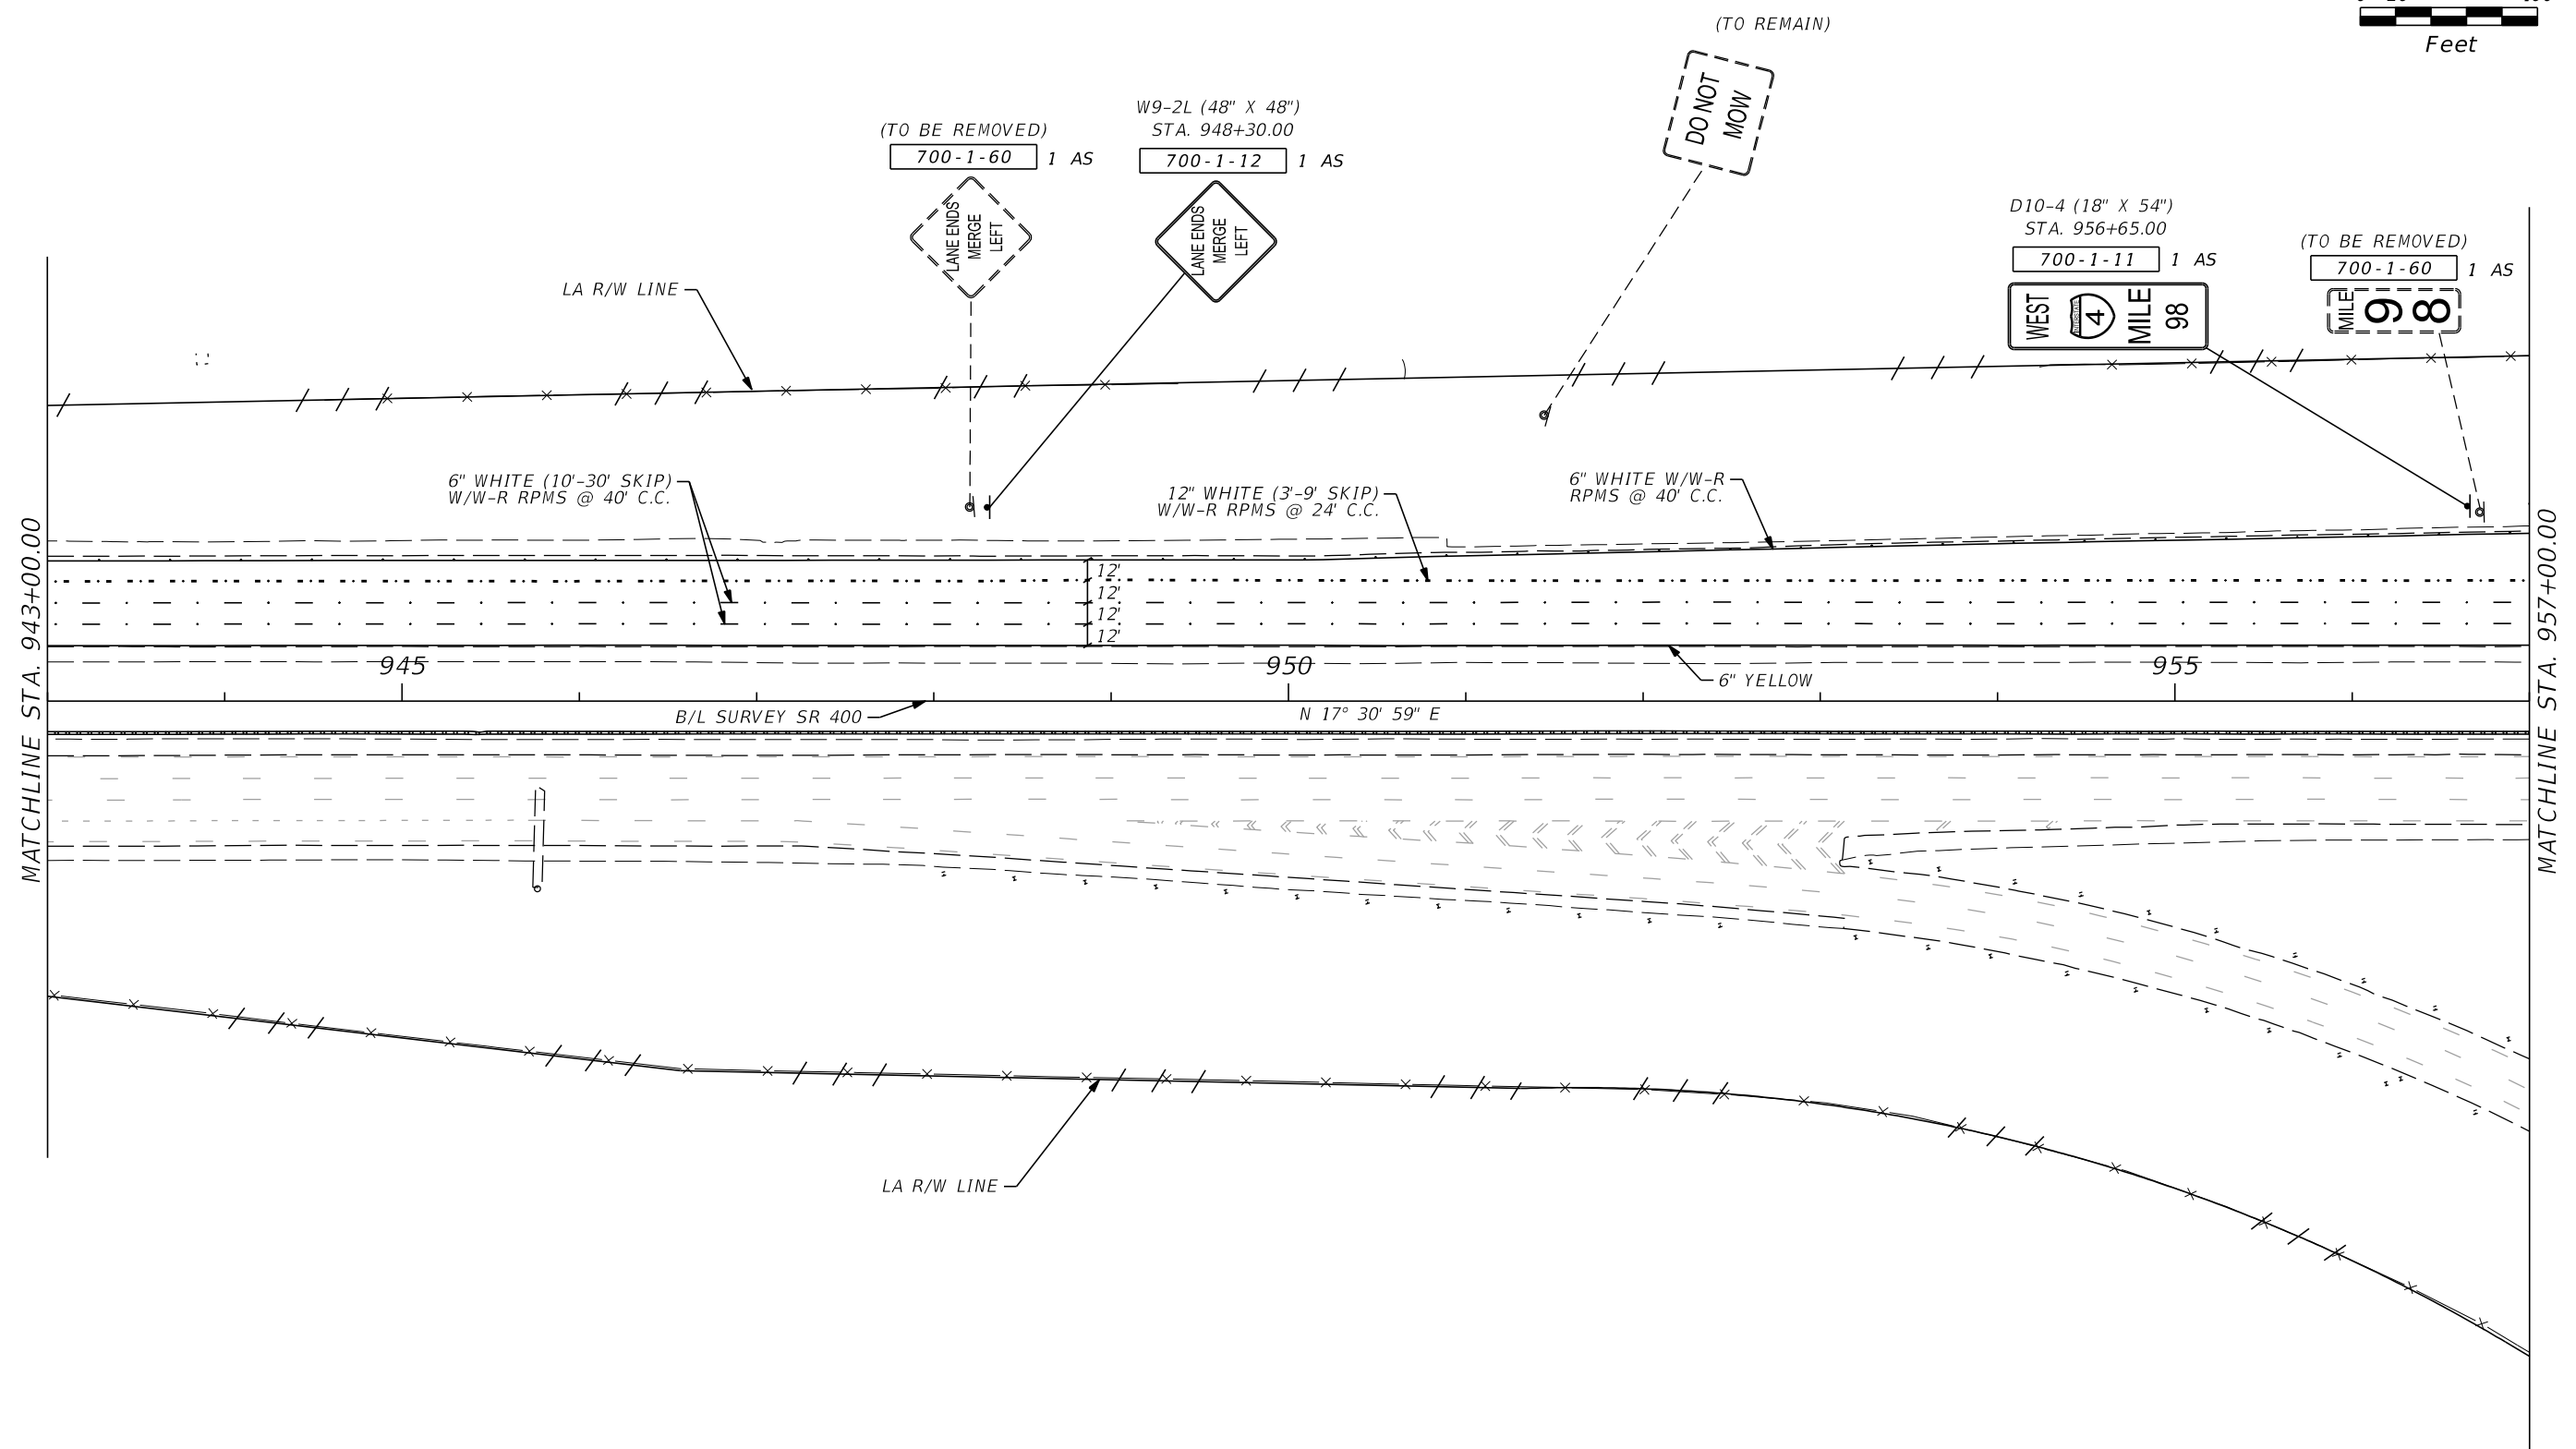 (TO REMAIN)
Feet
DO NOT
MOW
W9-2L (48" X 48")
STA. 948+30.00
(TO BE REMOVED)
700-1-60 1 AS
700-1-12 1 AS
LANE ENDS
MERGE
LEFT
LANE ENDS
MERGE
LEFT
D10-4 (18" X 54")
STA. 956+65.00
700-1-11 1 AS
(TO BE REMOVED)
700-1-60 1 AS
WEST
INTERSTATE
4
MILE
98
MILE
98
LA R/W LINE
6" WHITE (10'-30' SKIP)
W/W-R RPMS @ 40' C.C.
12" WHITE (3'-9' SKIP)
W/W-R RPMS @ 24' C.C.
6" WHITE W/W-R
RPMS @ 40' C.C.
12'
12'
12'
12'
945
950
955
6" YELLOW
B/L SURVEY SR 400
N 17° 30' 59" E
MATCHLINE STA. 943+00.00
MATCHLINE STA. 957+00.00
LA R/W LINE